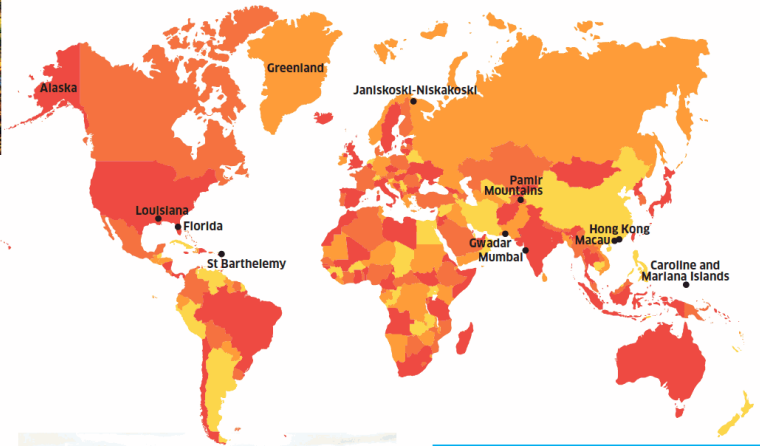 Greenland
Alaska
Janiskoski-Niskakoski
Pamir
Mountains
Louisiana
Florida
St Barthelemy
Gwadar
Mumbai
Hong Kong
Macau
Caroline and
Mariana Islands